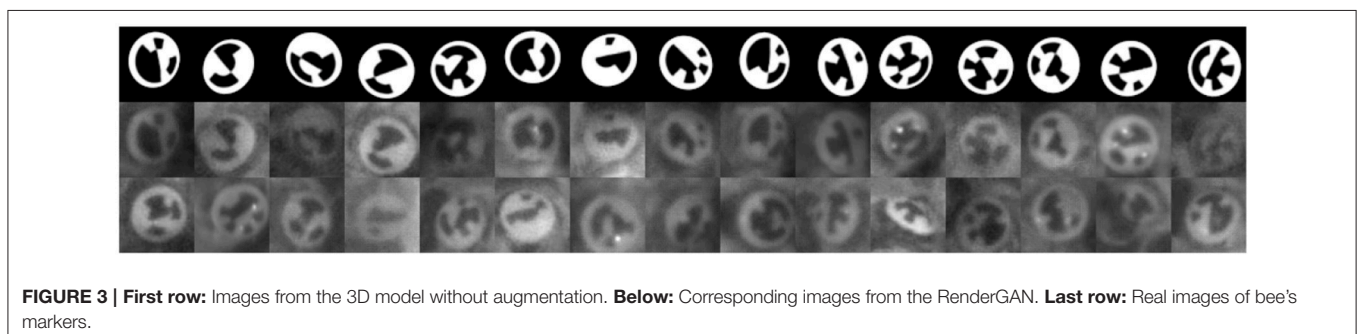 FIGURE 3 | First row: Images from the 3D model without augmentation. Below: Corresponding images from the RenderGAN. Last row: Real images of bee's
markers.